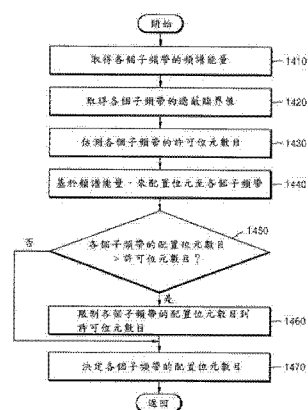 開始
取得各個子頻帶的頻譜能量
1410
取得各個子頻帶的遮蔽臨界值
1420
估測各個子頻帶的許可位元數目
1430
基於頻譜能量，來配置位元至各個子頻帶
1440
1450
否
各個子頻帶的配置位元數目
> 許可位元數目？
是
限制各個子頻帶的配置位元數目到
許可位元數目
1460
決定各個子頻帶的配置位元數目
1470
返回